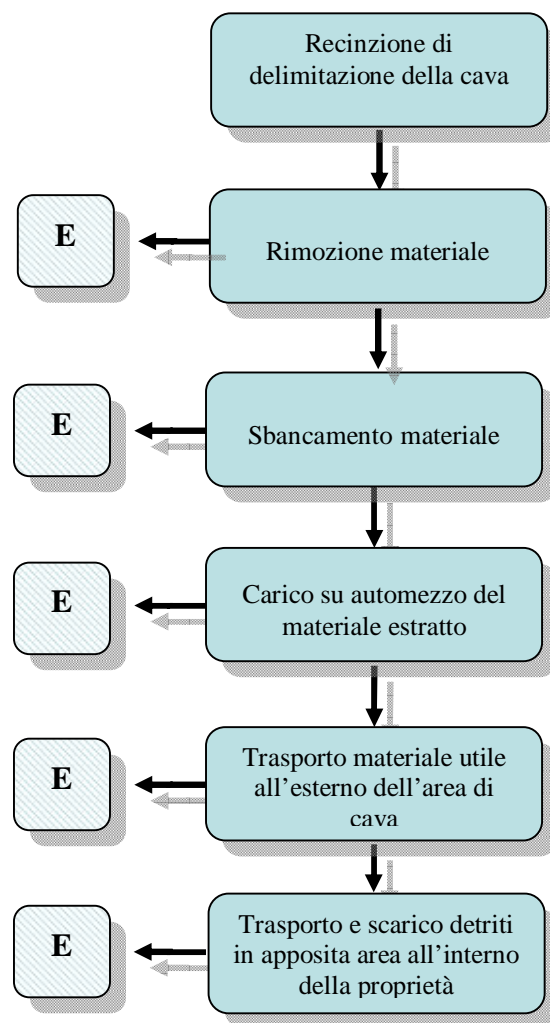 Recinzione di
delimitazione della cava
E
Rimozione materiale
E
Sbancamento materiale
E
Carico su automezzo del
materiale estratto
E
Trasporto materiale utile
all'esterno dell'area di
cava
E
Trasporto e scarico detriti
in apposita area all'interno
della proprietà